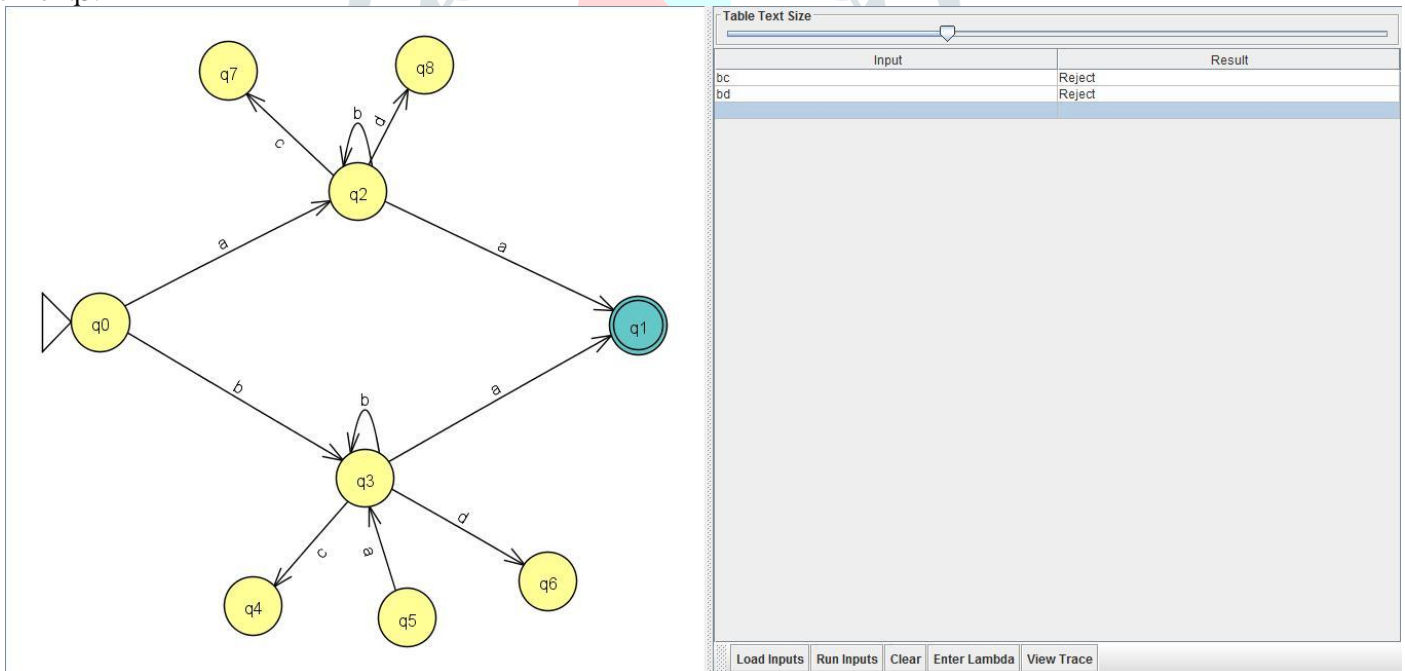 Table Text Size
Input Result
bc Reject
bd Reject
q7
q8
b
d
c
q2
a
a
q0
q1
b
a
b
q3
d
c
a
q6
q4
q5
Load Inputs Run Inputs Clear Enter Lambda View Trace